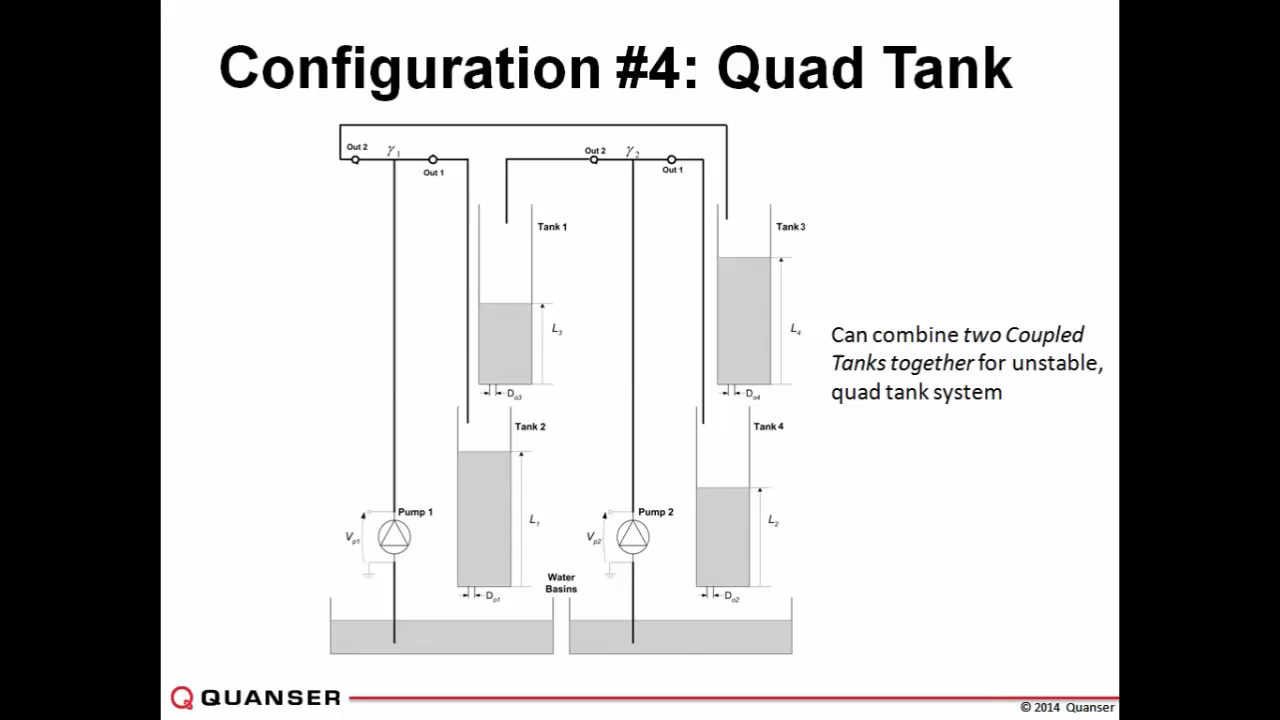 Configuration #4: Quad Tank
Out 2
γ1
Out 1
Out 2
γ2
Out 1
Tank 1
Tank 3
L3
L4
Can combine two Coupled
Tanks together for unstable,
quad tank system
Do3
Do4
Tank 2
Tank 4
Pump 1
Pump 2
L1
L2
Vp1
Vp2
Water
Basins
Do1
Do2
QUANSER
© 2014 Quanser